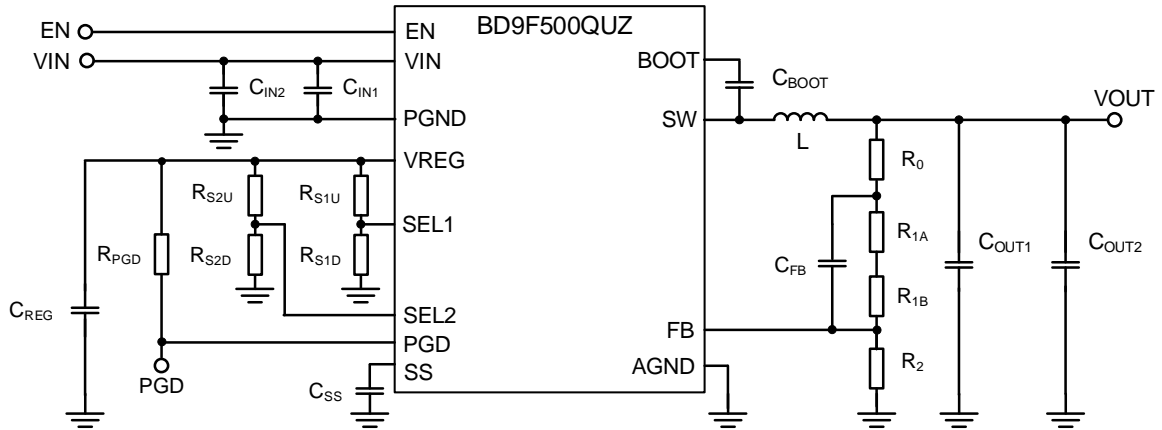 EN
VIN
EN
VIN
BD9F500QUZ
BOOT
CBOOT
VOUT
CIN2
CIN1
PGND
SW
L
VREG
R0
RS2U
RS1U
SEL1
RPGD
RS2D
RS1D
R1A
CFB
COUT1
COUT2
R1B
CREG
SEL2
FB
PGD
SS
AGND
R2
PGD
CSS